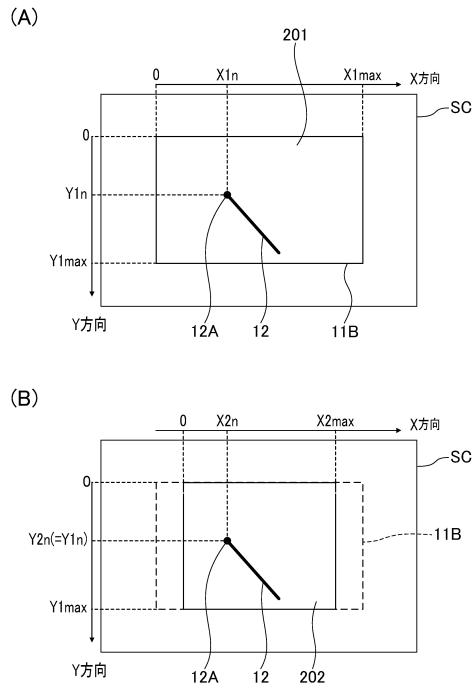 (A)
201
0 X1n X1max X方向
SC
0
Y1n
Y1max
Y方向
12A 12 11B
(B)
0 X2n X2max X方向
SC
0
Y2n(=Y1n)
11B
Y1max
Y方向
12A 12 202